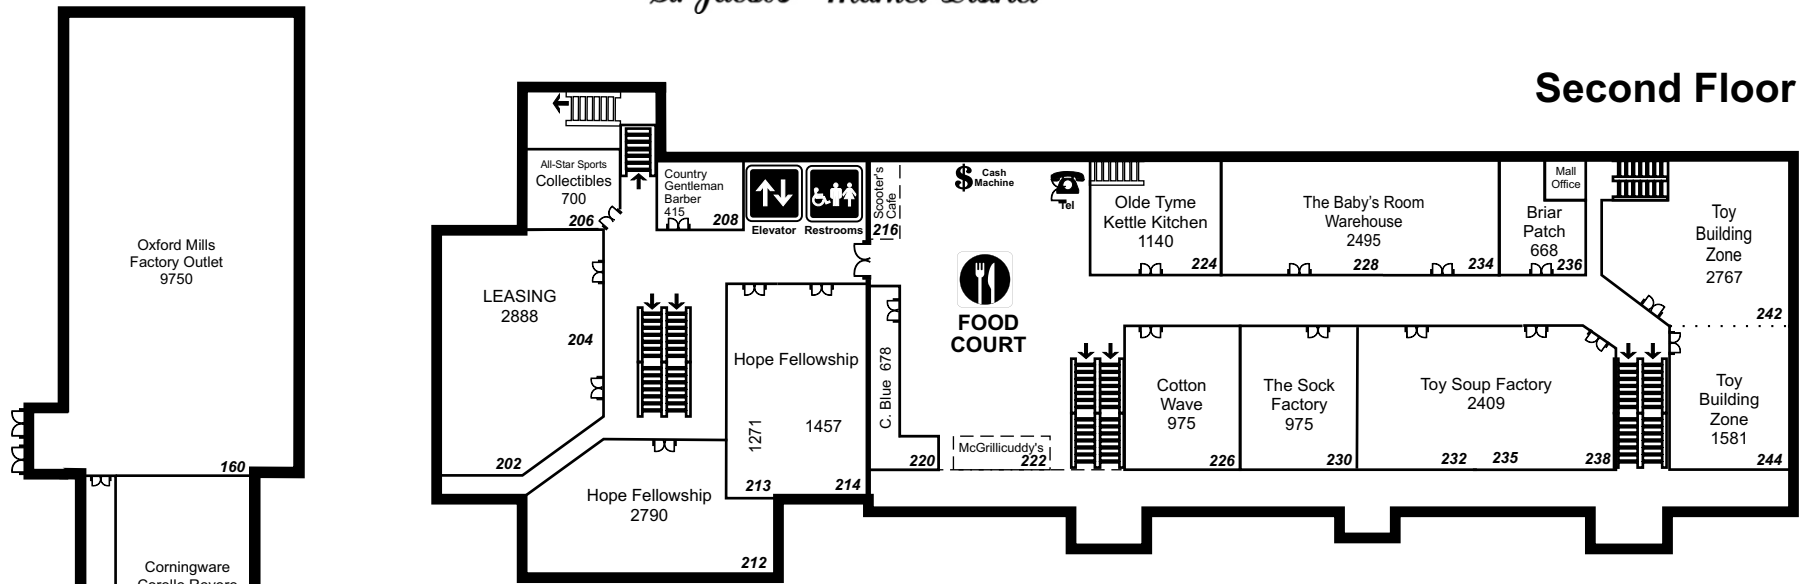 Second Floor
Oxford Mills
Factory Outlet
9750
160
Corningware
All-Star Sports
Collectibles
700
206
Country
Gentleman
Barber
415
208
Elevator
Restrooms
Scooter's
Cafe
216
$ Cash
Machine
Tel
FOOD
COURT
Olde Tyme
Kettle Kitchen
1140
224
The Baby's Room
Warehouse
2495
228
234
Briar
Patch
668
236
Mall
Office
Toy
Building
Zone
2767
242
LEASING
2888
204
202
Hope Fellowship
1271
1457
213
214
Hope Fellowship
2790
212
C. Blue 678
220
McGrillicuddy's
222
Cotton
Wave
975
226
The Sock
Factory
975
230
Toy Soup Factory
2409
232
235
238
Toy
Building
Zone
1581
244